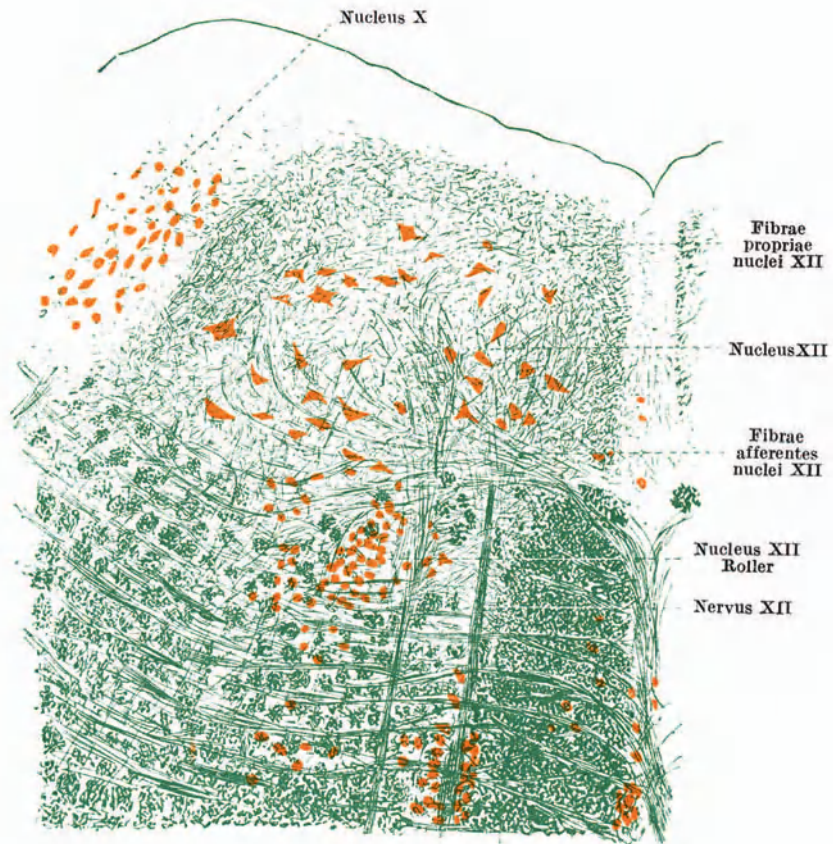 Nucleus X
Fibrae
propriae
nuclei XII
Nucleus XII
Fibrae
afferentes
nuclei XII
Nucleus XII
Roller
Nervus XII